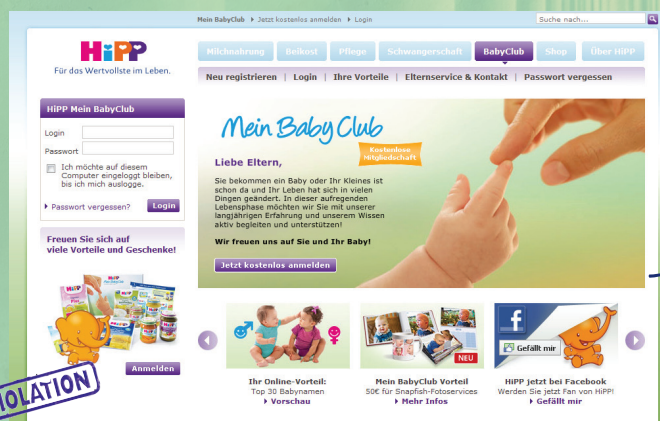 Mein BabyClub Jetzt kostenlos anmelden Login
Suche nach...
HiPP
Für das Wertvollste im Leben.
Milchnahrung Beikost Pflege Schwangerschaft BabyClub Shop Über HiPP
Neu registrieren | Login | Ihre Vorteile | Elternservice & Kontakt | Passwort vergessen
HiPP Mein BabyClub
Login
Passwort
Ich möchte auf diesem
Computer eingeloggt bleiben,
bis ich mich auslogge.
Passwort vergessen? Login
Freuen Sie sich auf
viele Vorteile und Geschenke!
HiPP
Anmelden
Mein Baby Club
Kostenlose
Mitgliedschaft
Liebe Eltern,
Sie bekommen ein Baby oder Ihr Kleines ist
schon da und Ihr Leben hat sich in vielen
Dingen geändert. In dieser aufregenden
Lebensphase möchten wir Sie mit unserer
langjährigen Erfahrung und unserem Wissen
aktiv begleiten und unterstützen!
Wir freuen uns auf Sie und Ihr Baby!
Jetzt kostenlos anmelden
NEU
f
Gefällt mir
Ihr Online-Vorteil:
Top 30 Babynamen
Vorschau
Mein BabyClub Vorteil
50€ für Snapfish-Fotoservices
Mehr Infos
HiPP jetzt bei Facebook
Werden Sie jetzt Fan von HiPP!
Gefällt mir